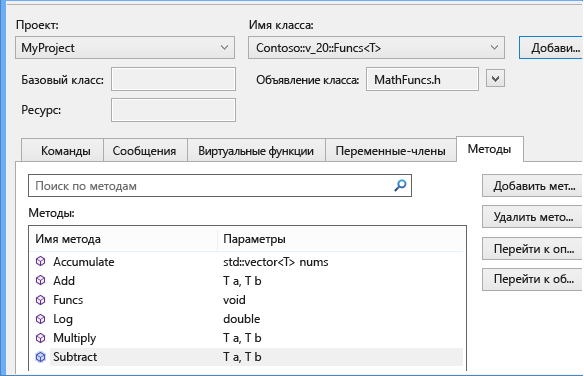 Проект: Имя класса:
MyProject Contoso::v_20::Funcs<T> Добави...
Базовый класс: Объявление класса: MathFuncs.h
Ресурс:
Команды Сообщения Виртуальные функции Переменные-члены Методы
Поиск по методам Добавить мет...
Методы: Удалить мето...
Имя метода Параметры
Перейти к оп...
Accumulate std::vector<T> nums
Add T a, T b Перейти к об...
Funcs void
Log double
Multiply T a, T b
Subtract T a, T b